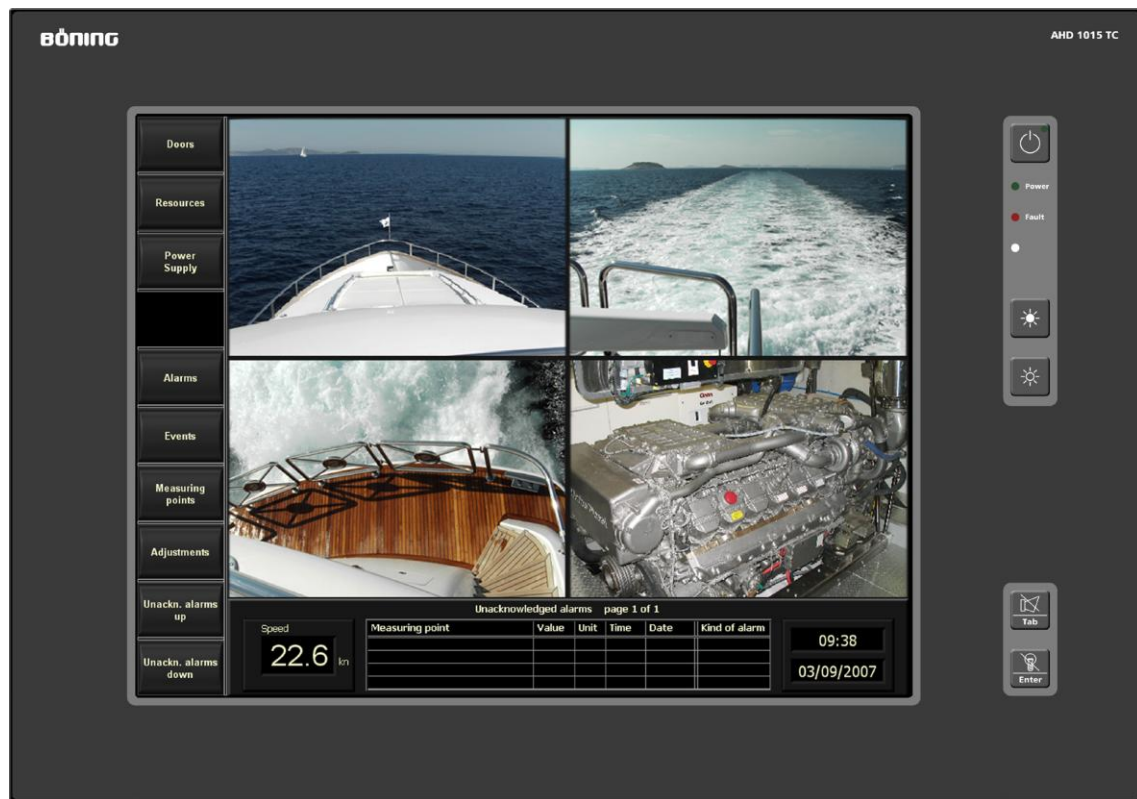 BÖNING
AHD 1015 TC
Doors
Resources
Power
Supply
Alarms
Events
Measuring
points
Adjustments
Unackn. alarms
up
Unackn. alarms
down
Unacknowledged alarms page 1 of 1
Speed
22.6 kn
Measuring point Value Unit Time Date Kind of alarm
09:38
03/09/2007
Power
Fault
Tab
Enter